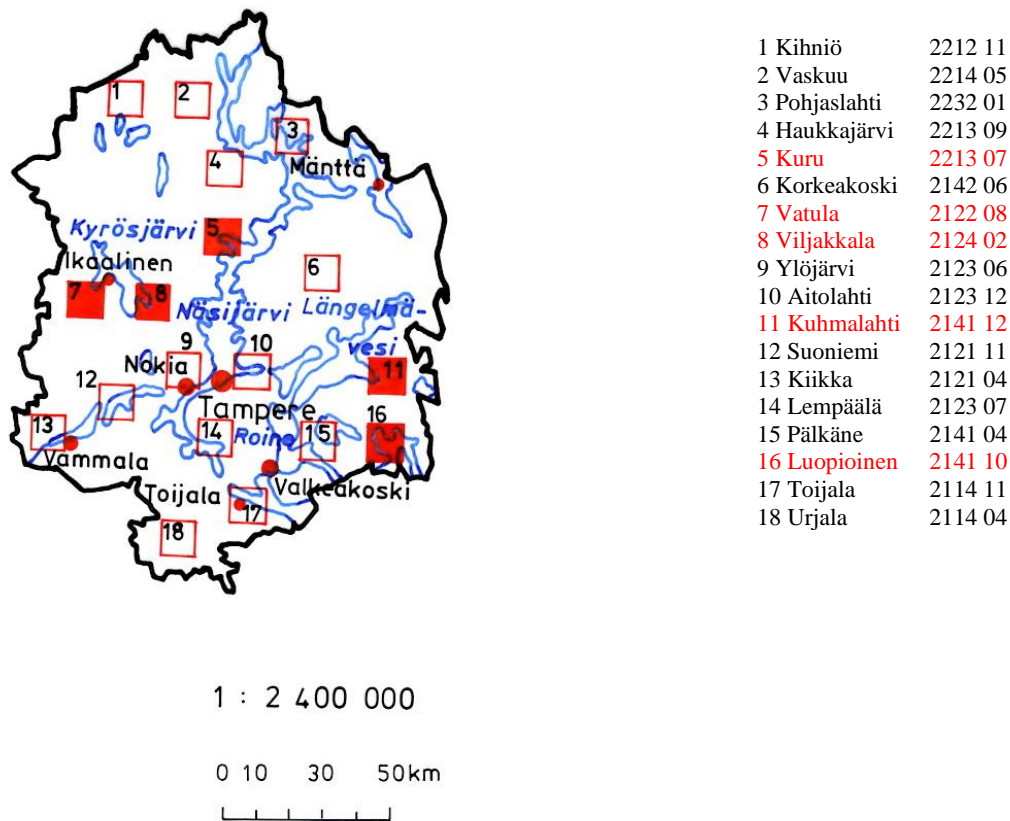 1
2
3
4
Mänttä
5
Kyrösjärvi
Ikaalinen
6
7
8
Näsijärvi
Längelmä-
vesi
9
10
Nokia
11
12
Tampere
13
14
Roine
15
16
Vammala
Valkeakoski
Toijala
17
18
1 : 2 400 000
0 10 30 50km
1 Kihniö 2212 11
2 Vaskuu 2214 05
3 Pohjaslahti 2232 01
4 Haukkajärvi 2213 09
5 Kuru 2213 07
6 Korkeakoski 2142 06
7 Vatula 2122 08
8 Viljakkala 2124 02
9 Ylöjärvi 2123 06
10 Aitolahti 2123 12
11 Kuhmalahti 2141 12
12 Suoniemi 2121 11
13 Kiikka 2121 04
14 Lempäälä 2123 07
15 Pälkäne 2141 04
16 Luopioinen 2141 10
17 Toijala 2114 11
18 Urjala 2114 04